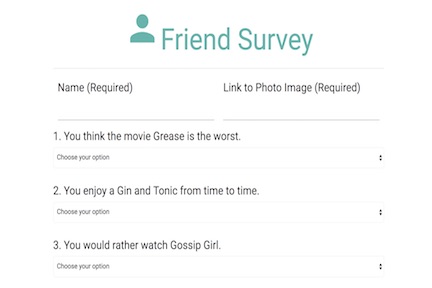 Friend Survey
Name (Required)
Link to Photo Image (Required)
1. You think the movie Grease is the worst.
Choose your option
2. You enjoy a Gin and Tonic from time to time.
Choose your option
3. You would rather watch Gossip Girl.
Choose your option